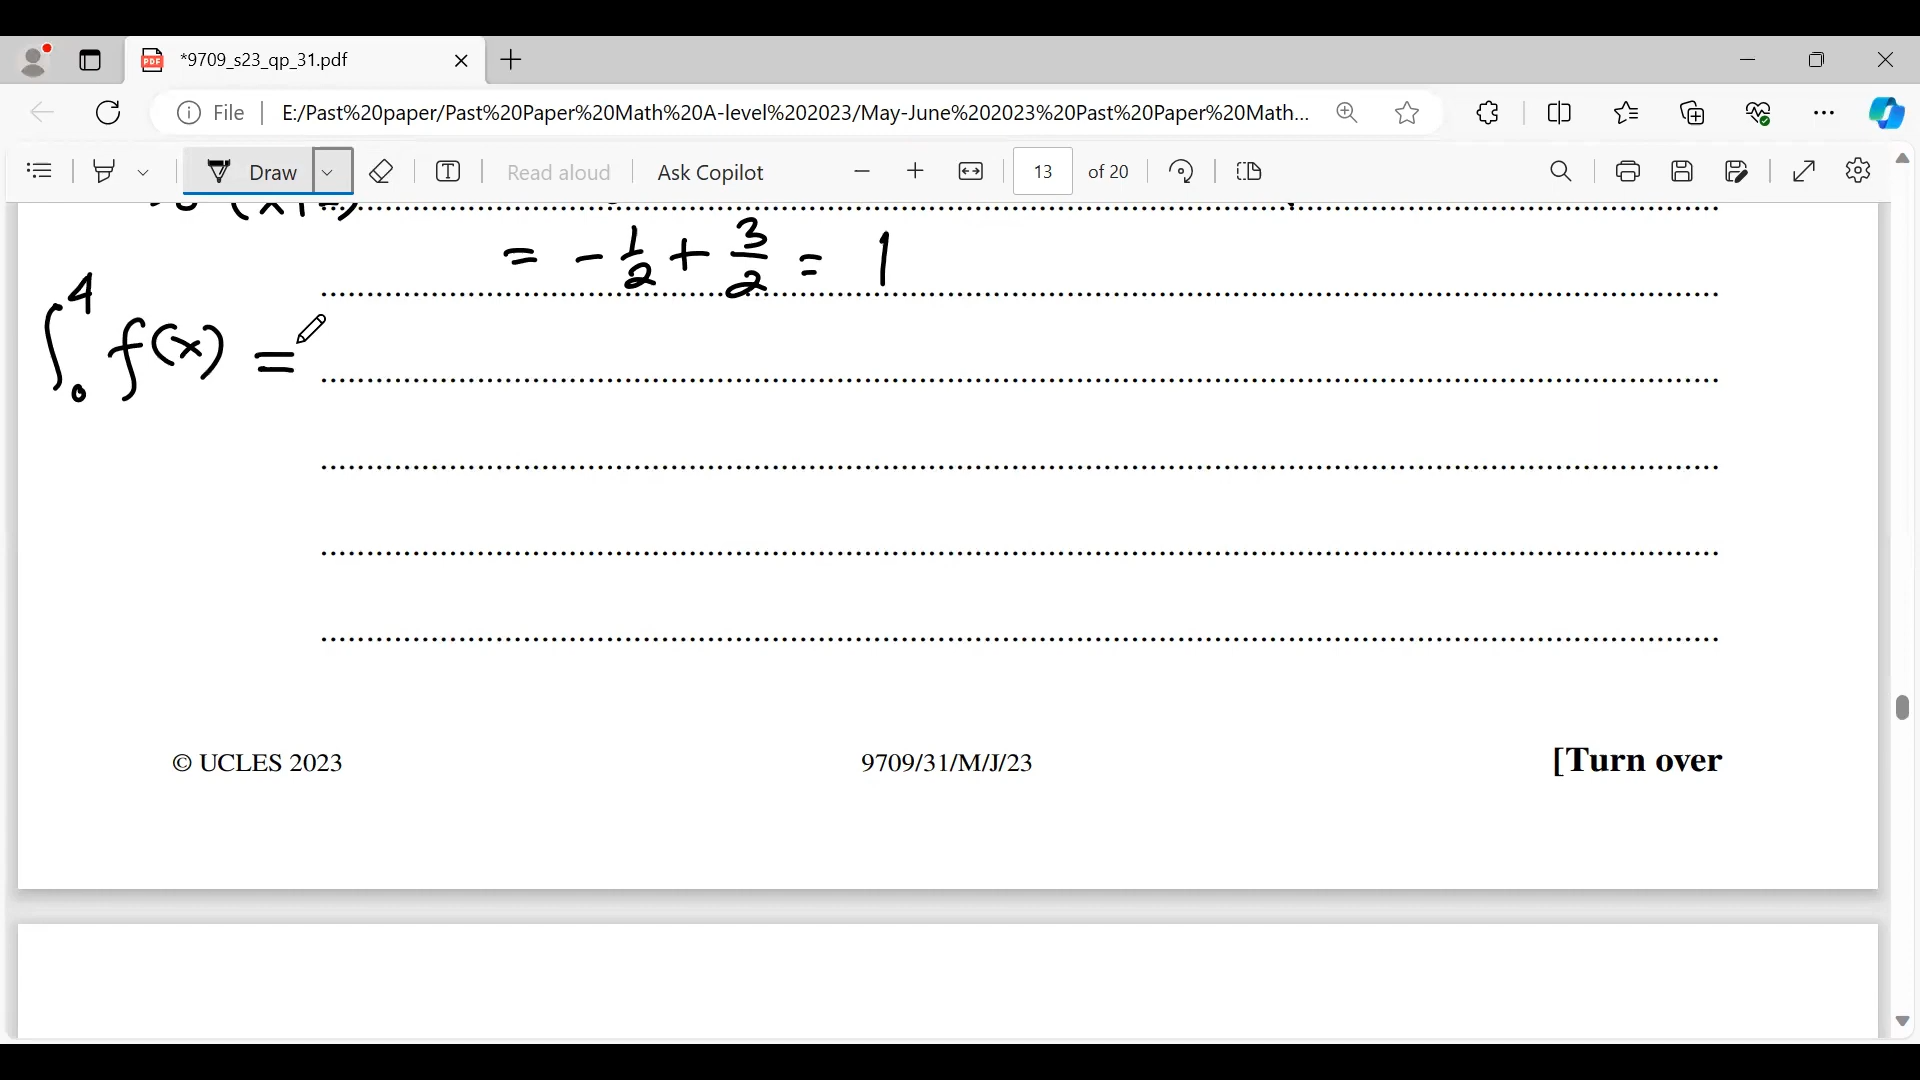 *9709_s23_qp_31.pdf
File | E:/Past%20paper/Past%20Paper%20Math%20A-level%202023/May-June%202023%20Past%20Paper%20Math...
Draw
Read aloud
Ask Copilot
13 of 20
= -1/2 + 3/2 = 1
∫₀⁴ f(x) =
© UCLES 2023
9709/31/M/J/23
[Turn over